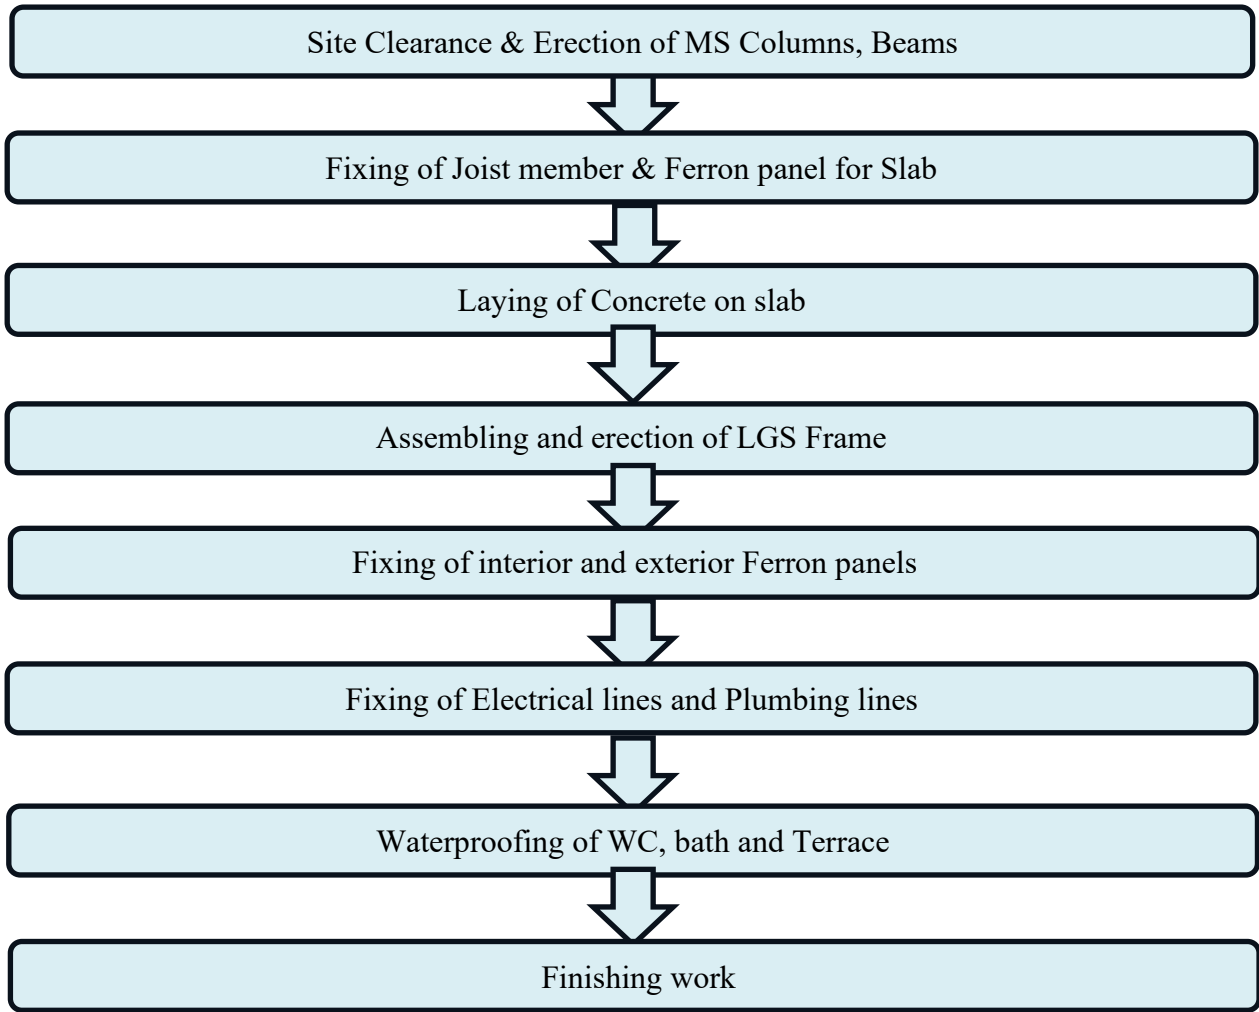 Site Clearance & Erection of MS Columns, Beams
Fixing of Joist member & Ferron panel for Slab
Laying of Concrete on slab
Assembling and erection of LGS Frame
Fixing of interior and exterior Ferron panels
Fixing of Electrical lines and Plumbing lines
Waterproofing of WC, bath and Terrace
Finishing work